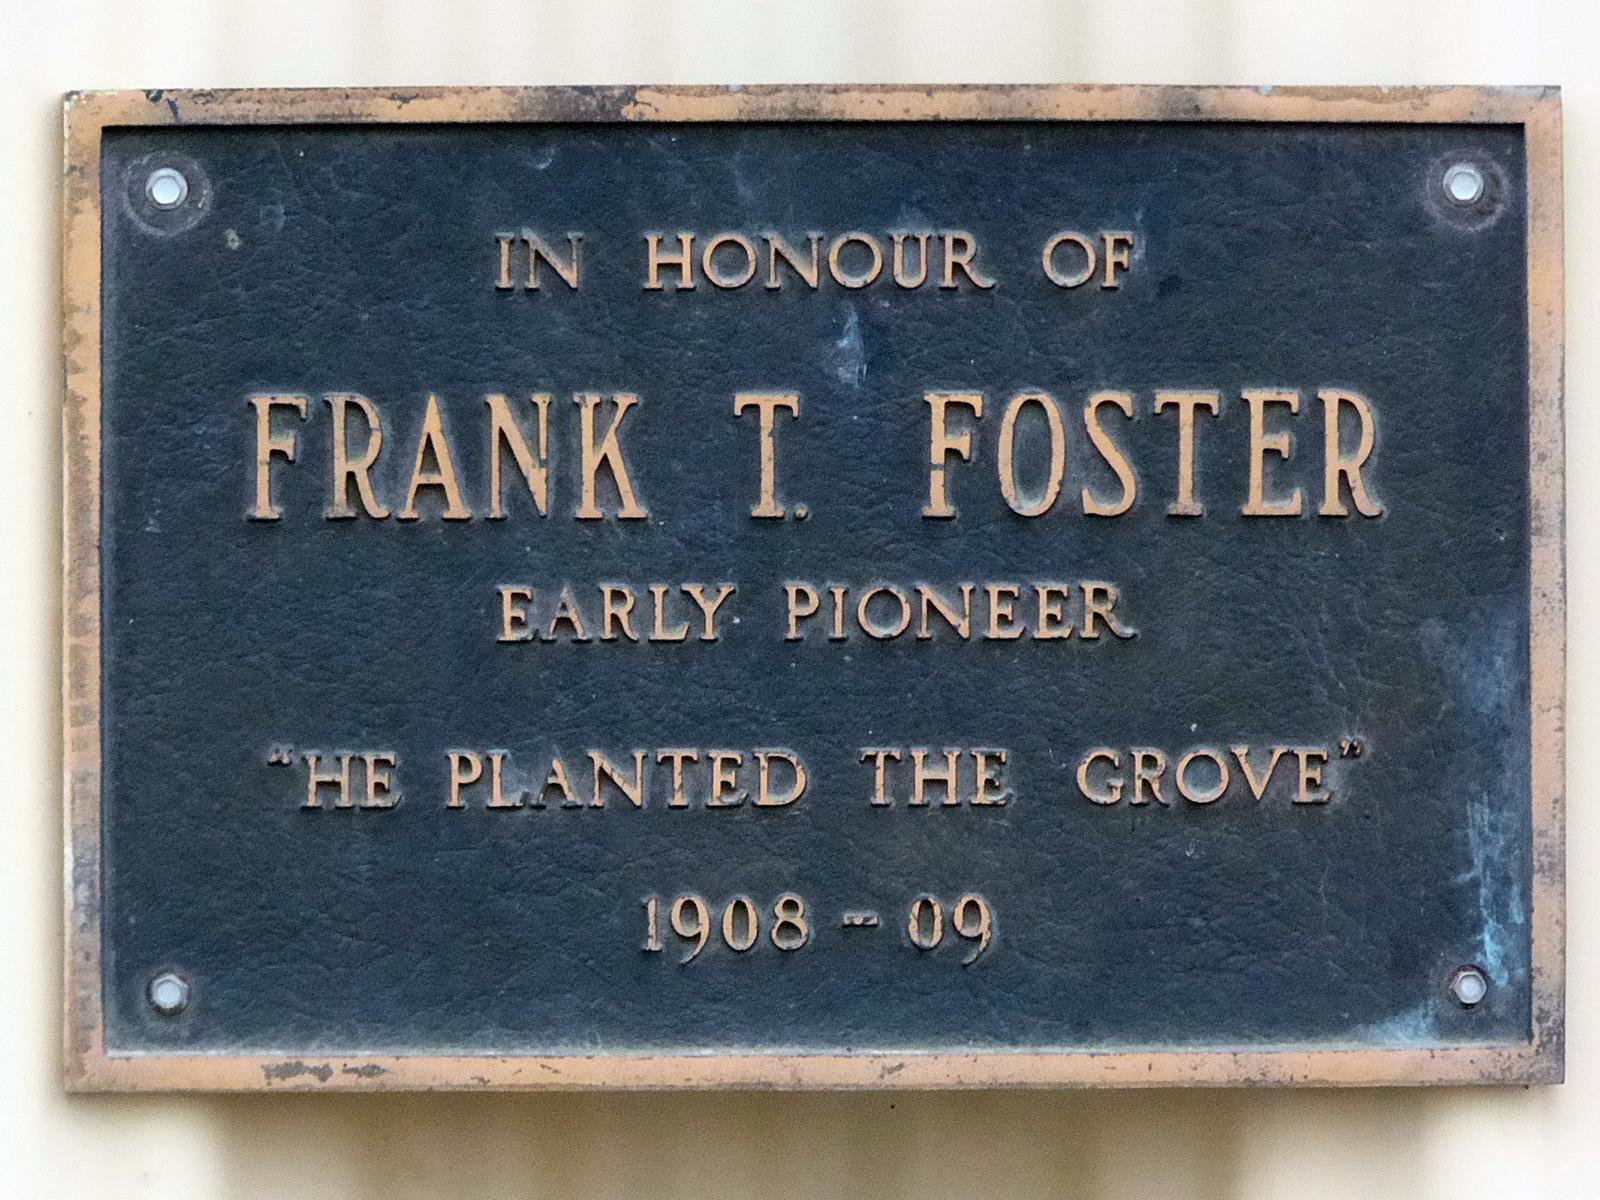 IN HONOUR OF
FRANK T. FOSTER
EARLY PIONEER
“HE PLANTED THE GROVE”
1908 - 09